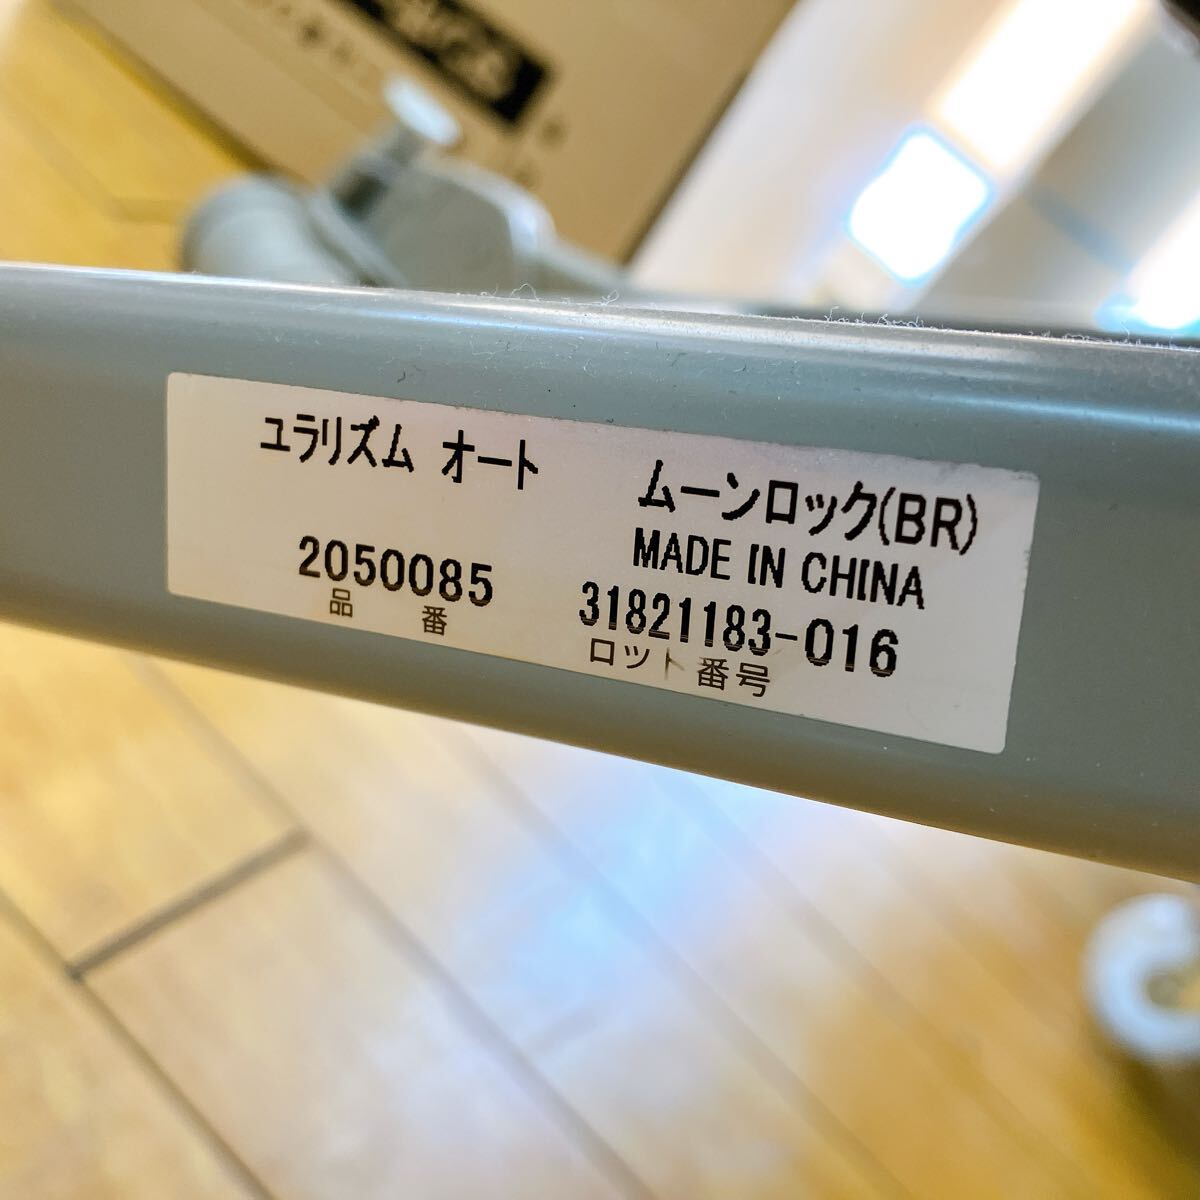 ユラリズム オート ムーンロック(BR)
MADE IN CHINA
2050085 31821183-016
品番 ロット番号